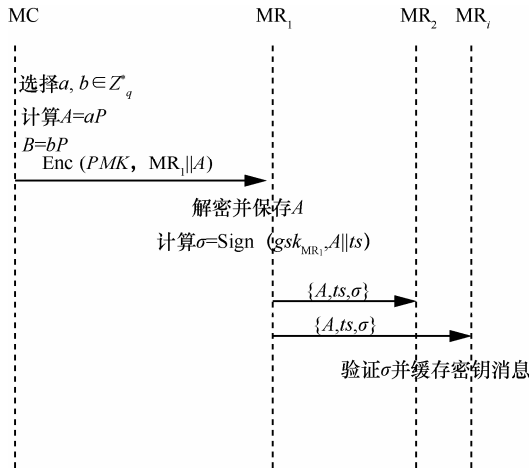 MC MR₁ MR₂ MRᵢ
选择a, b∈Z*q
计算A=aP
B=bP
Enc (PMK，MR₁||A)
解密并保存A
计算σ=Sign（gskMR₁,A||ts）
{A,ts,σ}
{A,ts,σ}
验证σ并缓存密钥消息